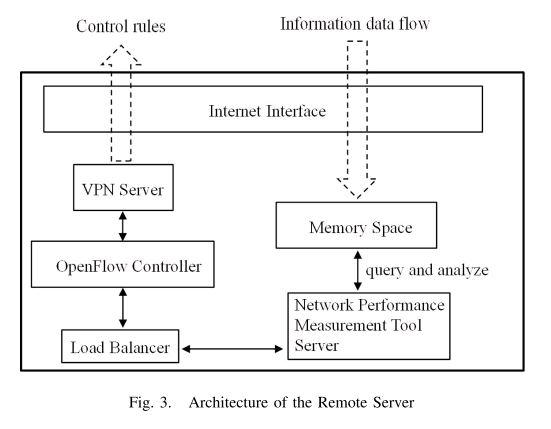 Control rules
Information data flow
Internet Interface
VPN Server
Memory Space
OpenFlow Controller
query and analyze
Network Performance
Measurement Tool
Server
Load Balancer
Fig. 3. Architecture of the Remote Server